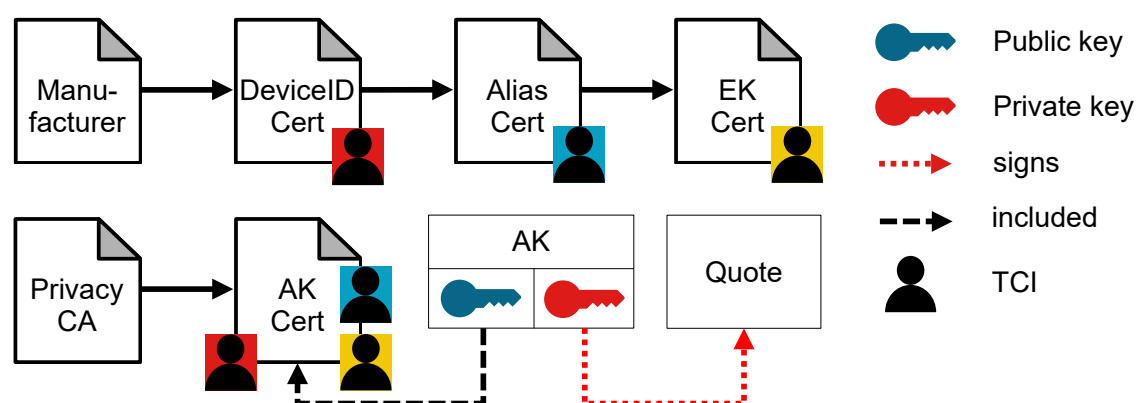 Manu-
facturer
DeviceID
Cert
Alias
Cert
EK
Cert
Public key
Private key
signs
included
TCI
Privacy
CA
AK
Cert
AK
Quote